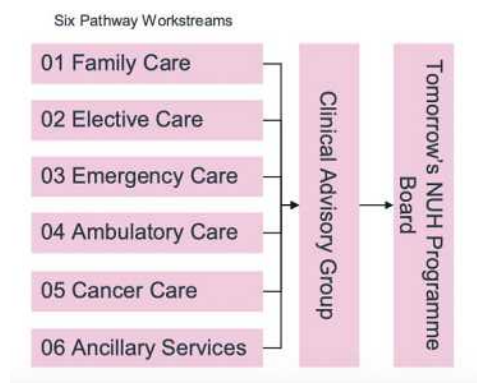 Six Pathway Workstreams
01 Family Care
02 Elective Care
03 Emergency Care
04 Ambulatory Care
05 Cancer Care
06 Ancillary Services
Clinical Advisory Group
Tomorrow's NUH Programme
Board